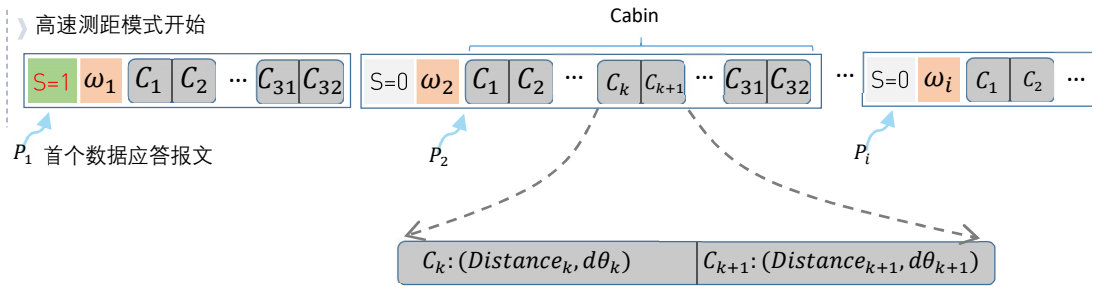 Cabin
》高速测距模式开始
S=1 ω₁ C₁ C₂ ··· C₃₁ C₃₂ S=0 ω₂ C₁ C₂ ··· Cₖ Cₖ₊₁ ··· C₃₁ C₃₂ ··· S=0 ωᵢ C₁ C₂ ···
P₁ 首个数据应答报文 P₂ Pᵢ
Cₖ: (Distanceₖ, dθₖ) Cₖ₊₁: (Distanceₖ₊₁, dθₖ₊₁)